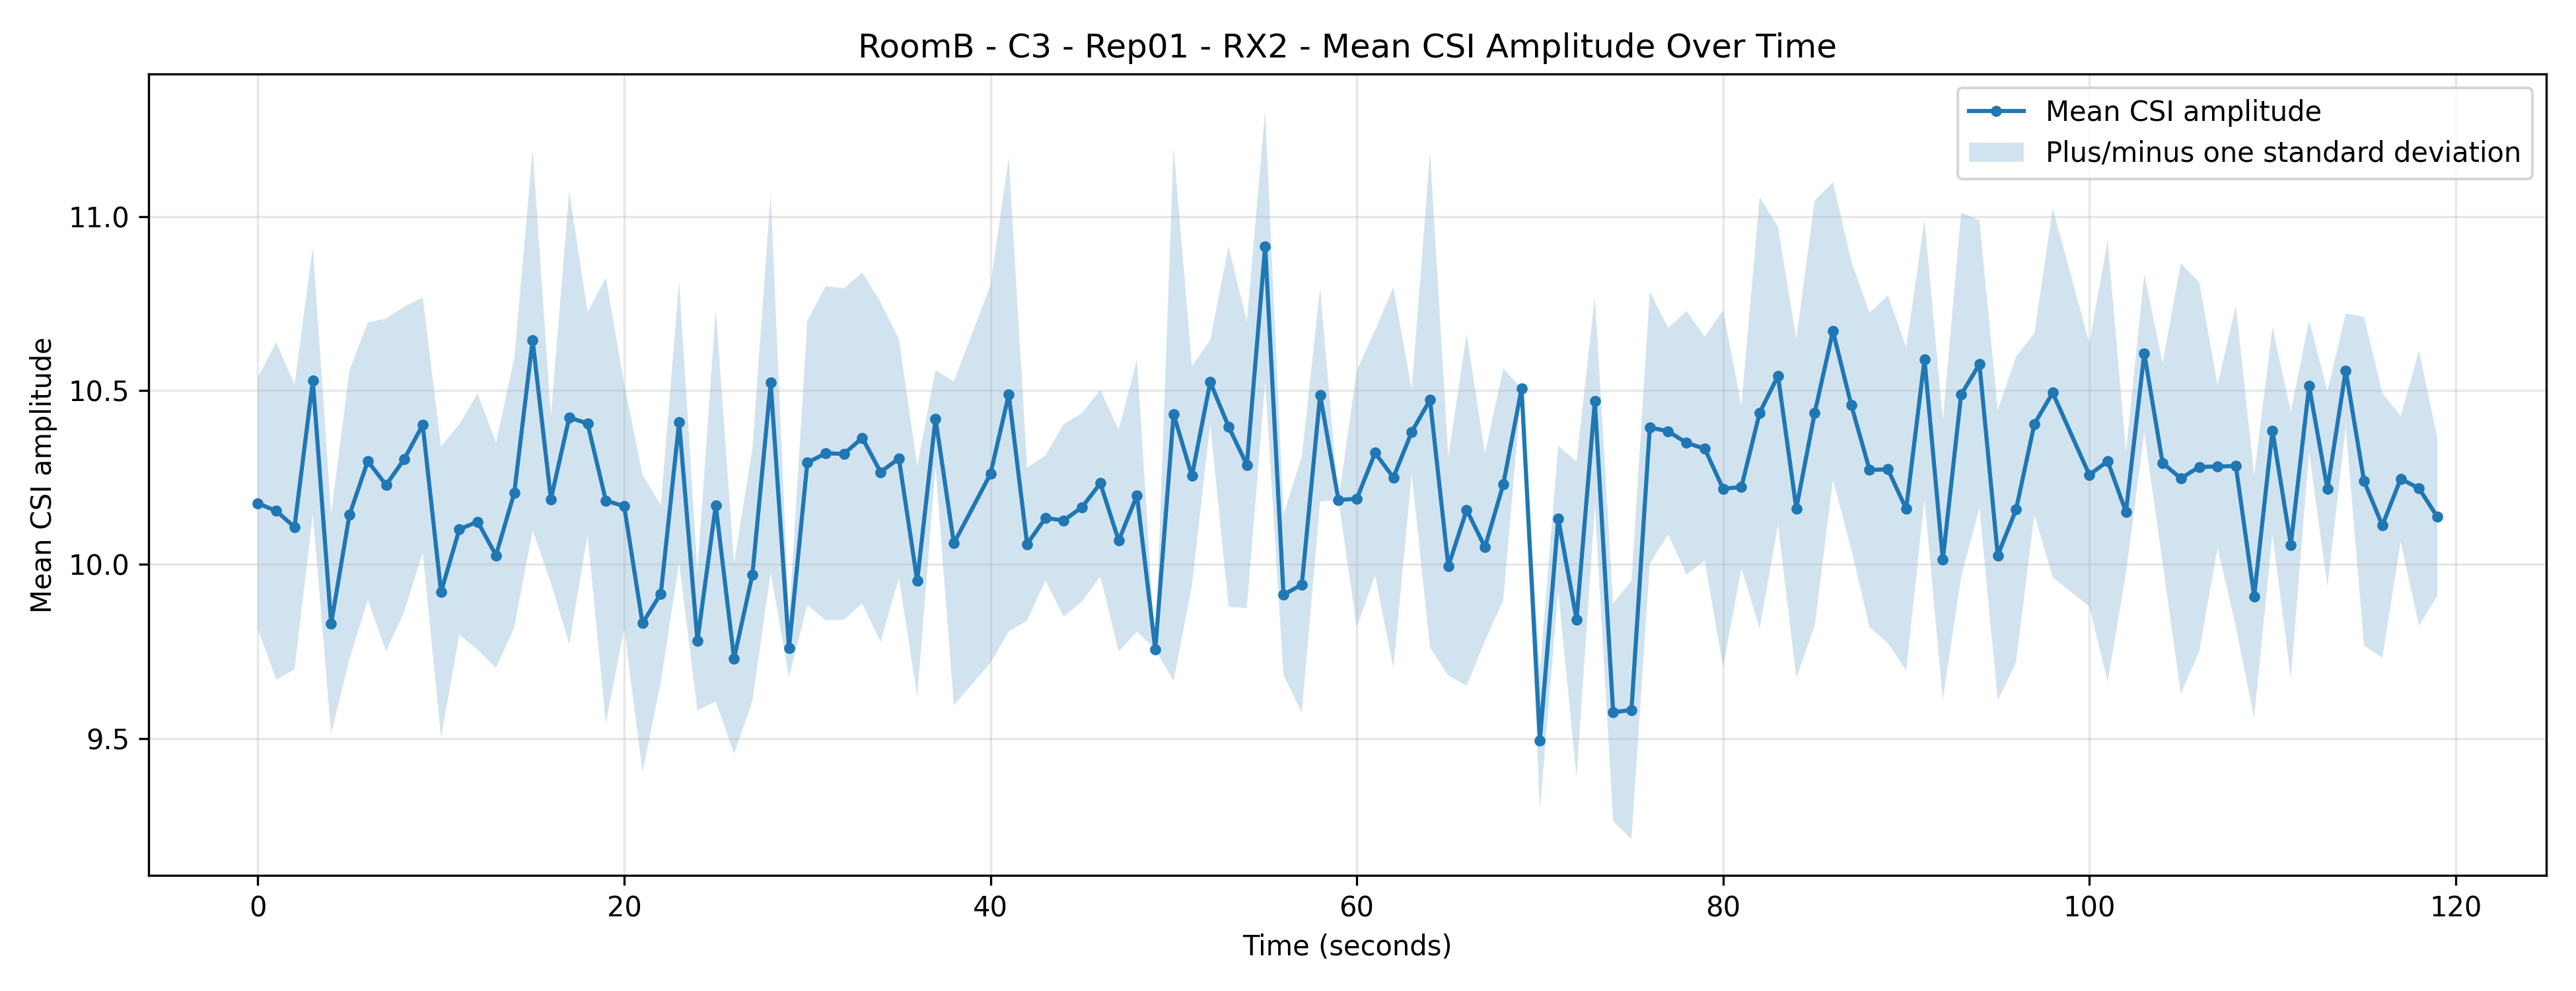 RoomB - C3 - Rep01 - RX2 - Mean CSI Amplitude Over Time
Mean CSI amplitude
Plus/minus one standard deviation
11.0
10.5
10.0
9.5
Mean CSI amplitude
0 20 40 60 80 100 120
Time (seconds)